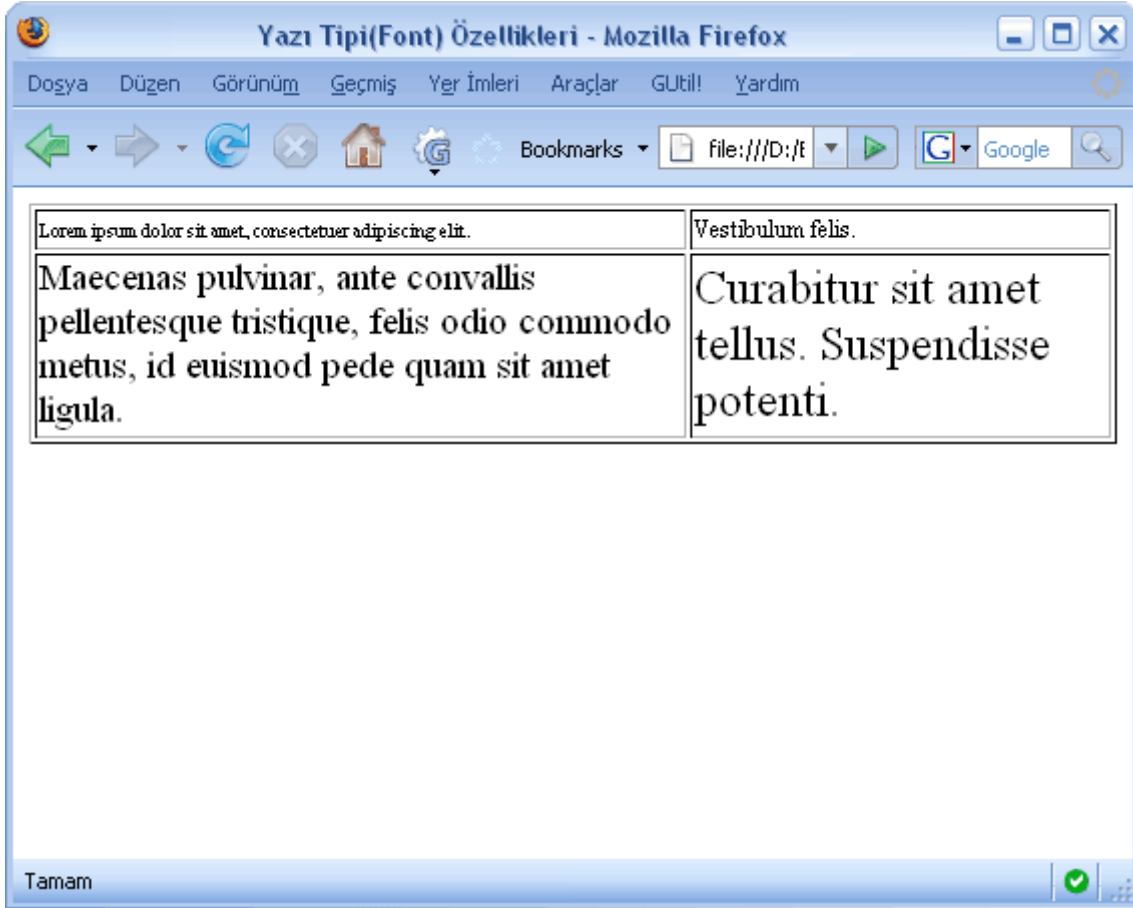 Yazı Tipi(Font) Özellikleri - Mozilla Firefox
Dosya Düzen Görünüm Geçmiş Yer İmleri Araçlar GUtil! Yardım
Bookmarks file:///D:/E G Google
Lorem ipsum dolor sit amet, consectetuer adipiscing elit. Vestibulum felis.
Maecenas pulvinar, ante convallis
pellentesque tristique, felis odio commodo
metus, id euismod pede quam sit amet
ligula.
Curabitur sit amet
tellus. Suspendisse
potenti.
Tamam